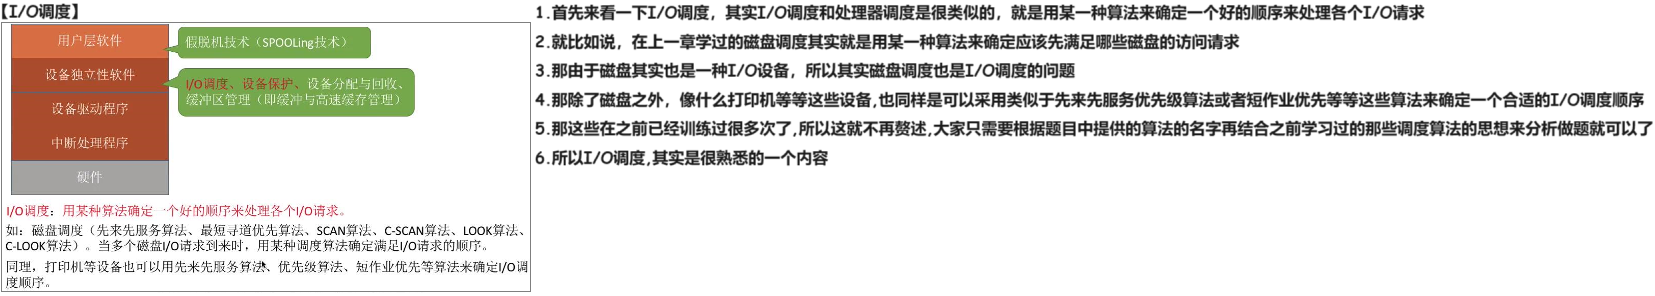 【I/O调度】
用户层软件
假脱机技术（SPOOLing技术）
设备独立性软件
I/O调度、设备保护、设备分配与回收、
缓冲区管理（即缓冲与高速缓存管理）
设备驱动程序
中断处理程序
硬件
I/O调度：用某种算法确定一个好的顺序来处理各个I/O请求。
如：磁盘调度（先来先服务算法、最短寻道优先算法、SCAN算法、C-SCAN算法、LOOK算法、
C-LOOK算法）。当多个磁盘I/O请求到来时，用某种调度算法确定满足I/O请求的顺序。
同理，打印机等设备也可以用先来先服务算法、优先级算法、短作业优先等算法来确定I/O调
度顺序。
1.首先来看一下I/O调度，其实I/O调度和处理器调度是很类似的，就是用某一种算法来确定一个好的顺序来处理各个I/O请求
2.就比如说，在上一章学过的磁盘调度其实就是用某一种算法来确定应该先满足哪些磁盘的访问请求
3.那由于磁盘其实也是一种I/O设备，所以其实磁盘调度也是I/O调度的问题
4.那除了磁盘之外，像什么打印机等等这些设备,也同样是可以采用类似于先来先服务优先级算法或者短作业优先等等这些算法来确定一个合适的I/O调度顺序
5.那这些在之前已经训练过很多次了,所以这就不再赘述,大家只需要根据题目中提供的算法的名字再结合之前学习过的那些调度算法的思想来分析做题就可以了
6.所以I/O调度,其实是很熟悉的一个内容